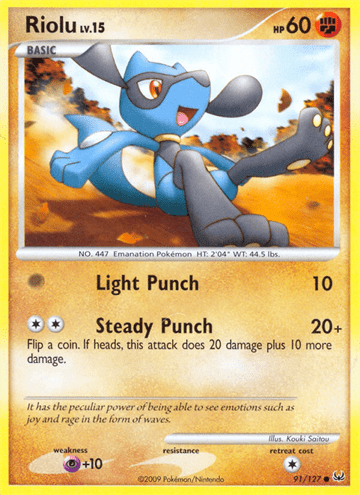 Riolu LV.15 HP 60
BASIC
NO. 447 Emanation Pokémon HT: 2'04" WT: 44.5 lbs.
Light Punch 10
Steady Punch 20+
Flip a coin. If heads, this attack does 20 damage plus 10 more
damage.
It has the peculiar power of being able to see emotions such as
joy and rage in the form of waves.
Illus. Kouki Saitou
weakness resistance retreat cost
+10
©2009 Pokémon/Nintendo 91/127